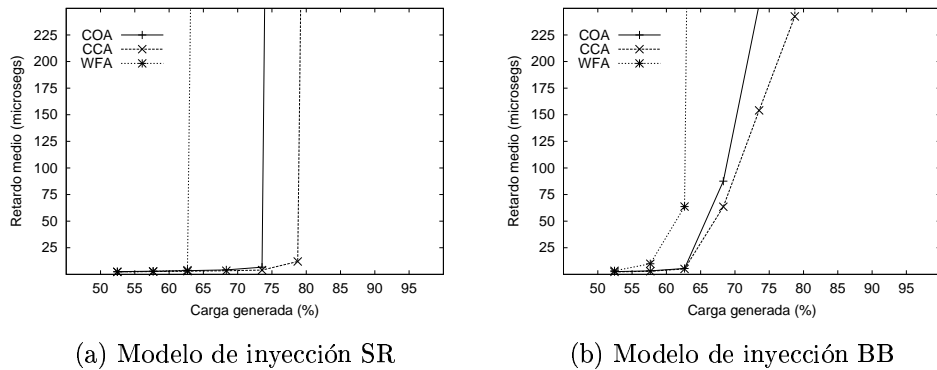 Retardo medio (microsegs)
225
200
175
150
125
100
75
50
25
COA
CCA
WFA
50 55 60 65 70 75 80 85 90 95
Carga generada (%)
(a) Modelo de inyección SR
Retardo medio (microsegs)
225
200
175
150
125
100
75
50
25
COA
CCA
WFA
50 55 60 65 70 75 80 85 90 95
Carga generada (%)
(b) Modelo de inyección BB